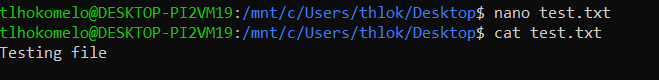 tlhokomelo@DESKTOP-PI2VM19:/mnt/c/Users/thlok/Desktop$ nano test.txt
tlhokomelo@DESKTOP-PI2VM19:/mnt/c/Users/thlok/Desktop$ cat test.txt
Testing file